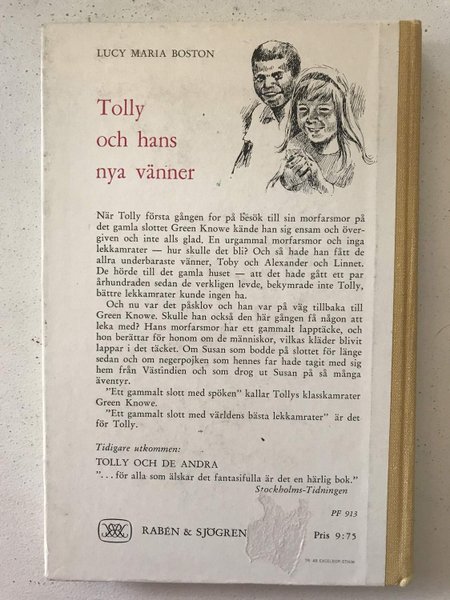 LUCY MARIA BOSTON
Tolly
och hans
nya vänner
När Tolly första gången for på besök till sin morfarsmor på
det gamla slottet Green Knowe kände han sig ensam och över-
given och inte alls glad. En urgammal morfarsmor och inga
lekkamrater — hur skulle det bli? Och så hade han fått de
allra underbaraste vänner, Toby och Alexander och Linnet.
De hörde till det gamla huset — att det hade gått ett par
århundraden sedan de verkligen levde, bekymrade inte Tolly,
bättre lekkamrater kunde ingen ha.
Och nu var det påsklov och han var på väg tillbaka till
Green Knowe. Skulle han också den här gången få någon att
leka med? Hans morfarsmor har ett gammalt lapptäcke, och
hon berättar för honom om de människor, vilkas kläder blivit
lappar i det täcket. Om Susan som bodde på slottet för länge
sedan och om negerpojken som hennes far hade tagit med sig
hem från Västindien och som drog ut Susan på så många
äventyr.
"Ett gammalt slott med spöken" kallar Tollys klasskamrater
Green Knowe.
"Ett gammalt slott med världens bästa lekkamrater" är det
för Tolly.
Tidigare utkommen:
TOLLY OCH DE ANDRA
"... för alla som älskar det fantasifulla är det en härlig bok."
Stockholms-Tidningen
PF 913
RABÉN & SJÖGREN
Pris 9:75